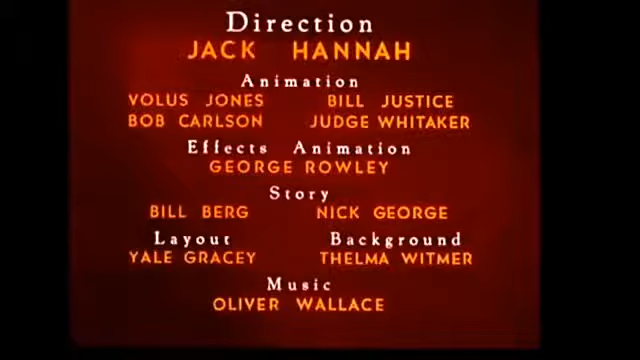 Direction
JACK HANNAH
Animation
VOLUS JONES BILL JUSTICE
BOB CARLSON JUDGE WHITAKER
Effects Animation
GEORGE ROWLEY
Story
BILL BERG NICK GEORGE
Layout Background
YALE GRACEY THELMA WITMER
Music
OLIVER WALLACE